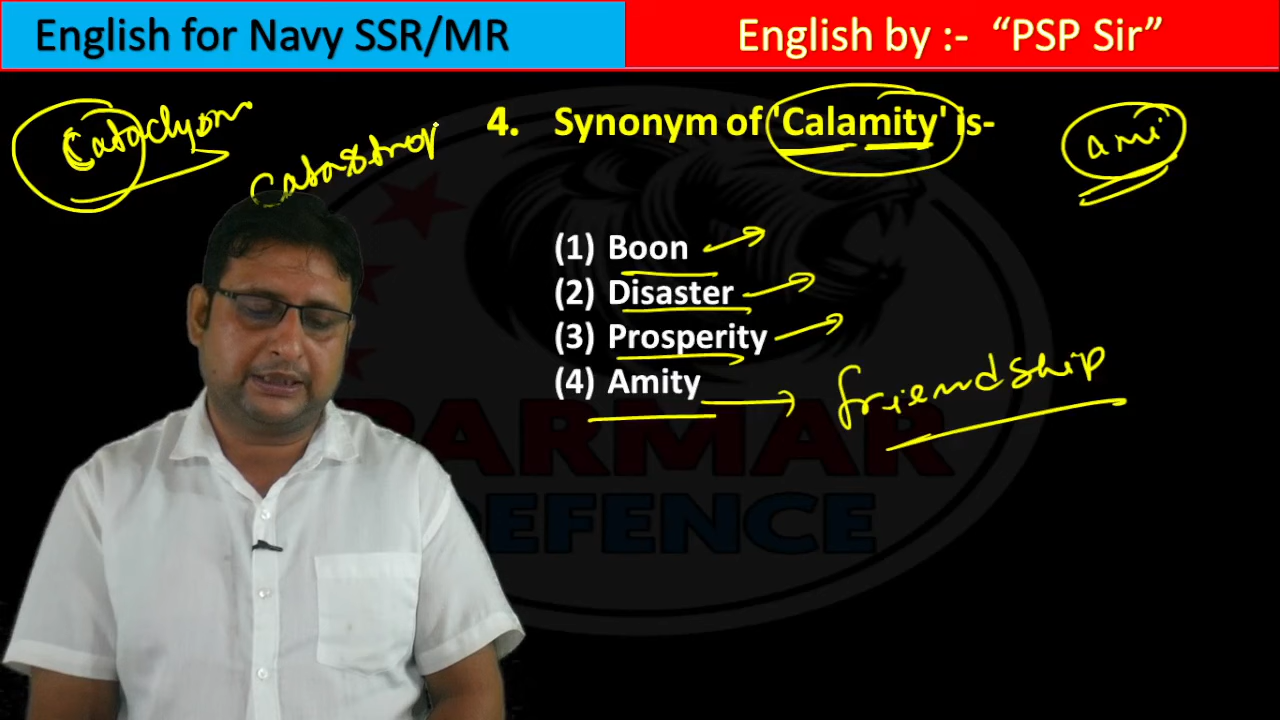 English for Navy SSR/MR
English by :- “PSP Sir”
4. Synonym of 'Calamity' is-
ami
(1) Boon
(2) Disaster
(3) Prosperity
(4) Amity
friendship
PARMAR
DEFENCE